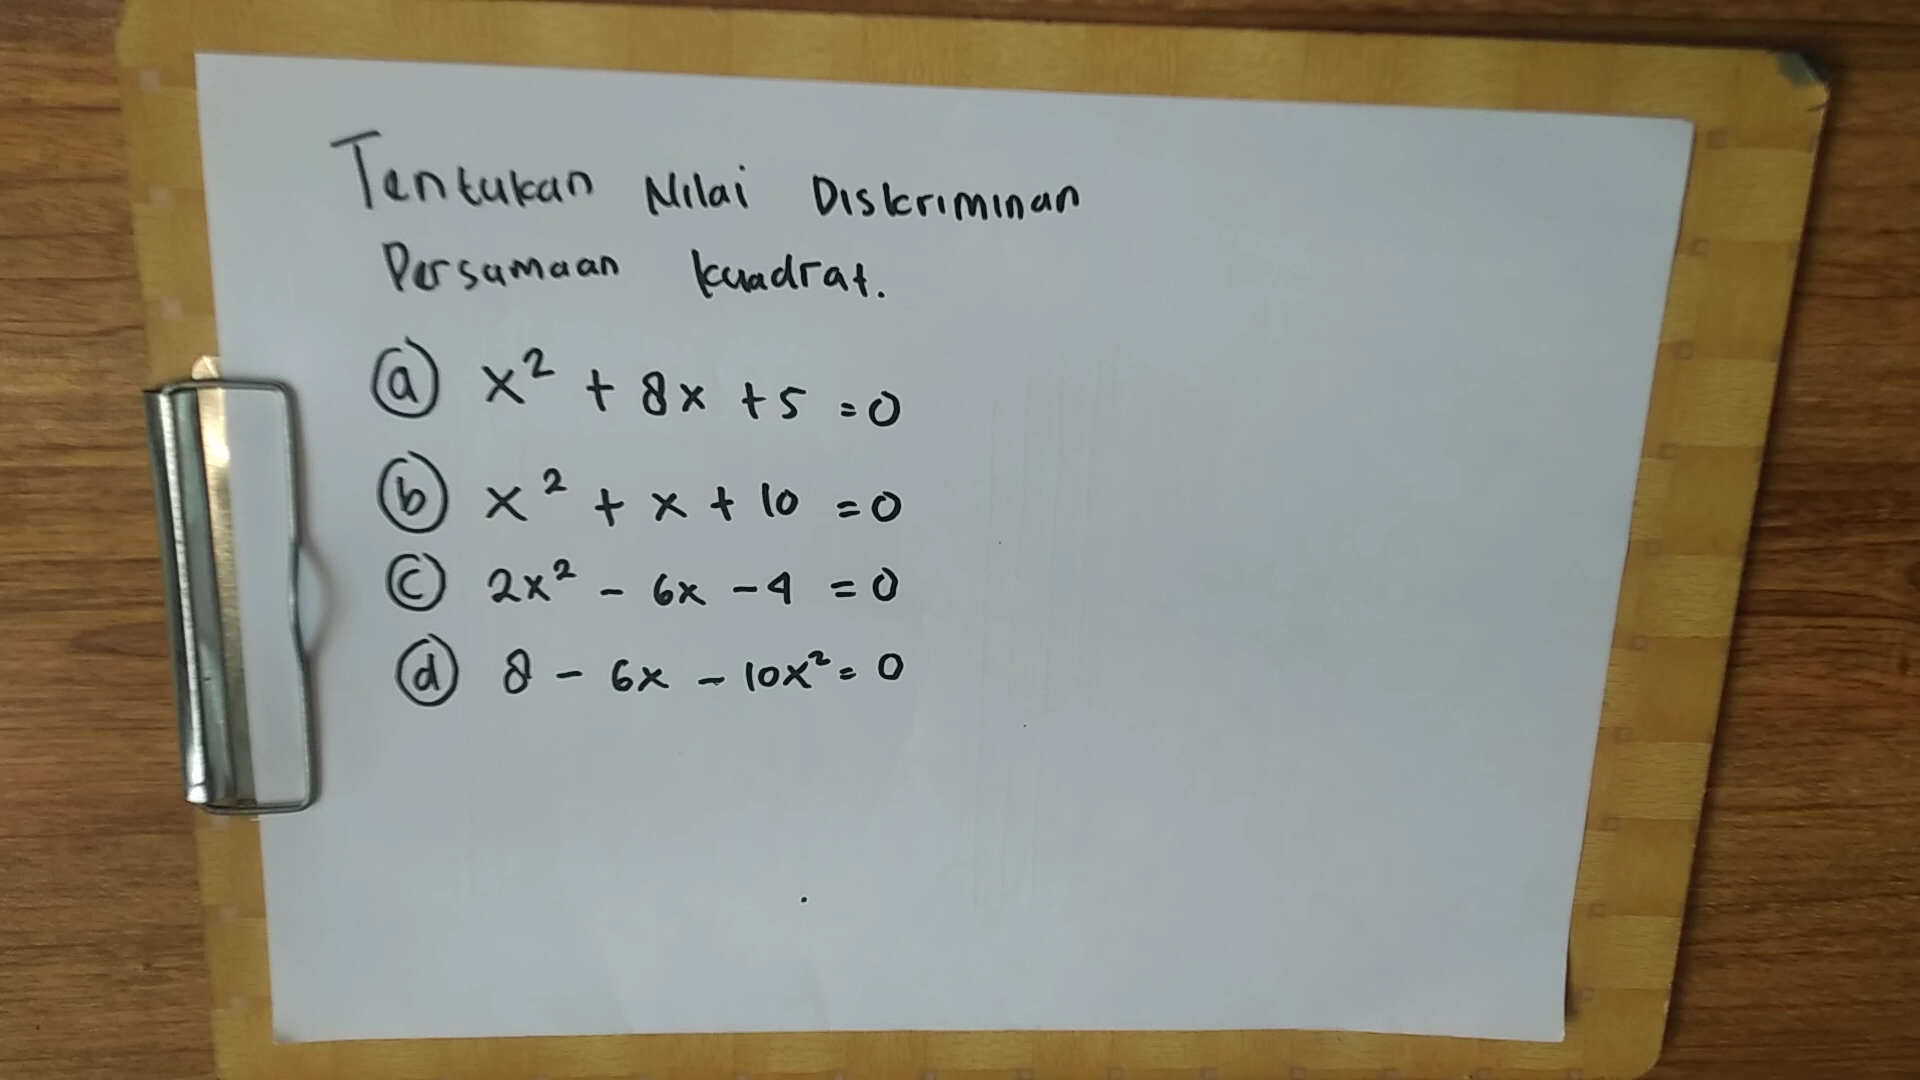 Tentukan Nilai Diskriminan
Persamaan kuadrat.
(a) x² + 8x + 5 = 0
(b) x² + x + 10 = 0
(c) 2x² - 6x - 4 = 0
(d) 8 - 6x - 10x² = 0